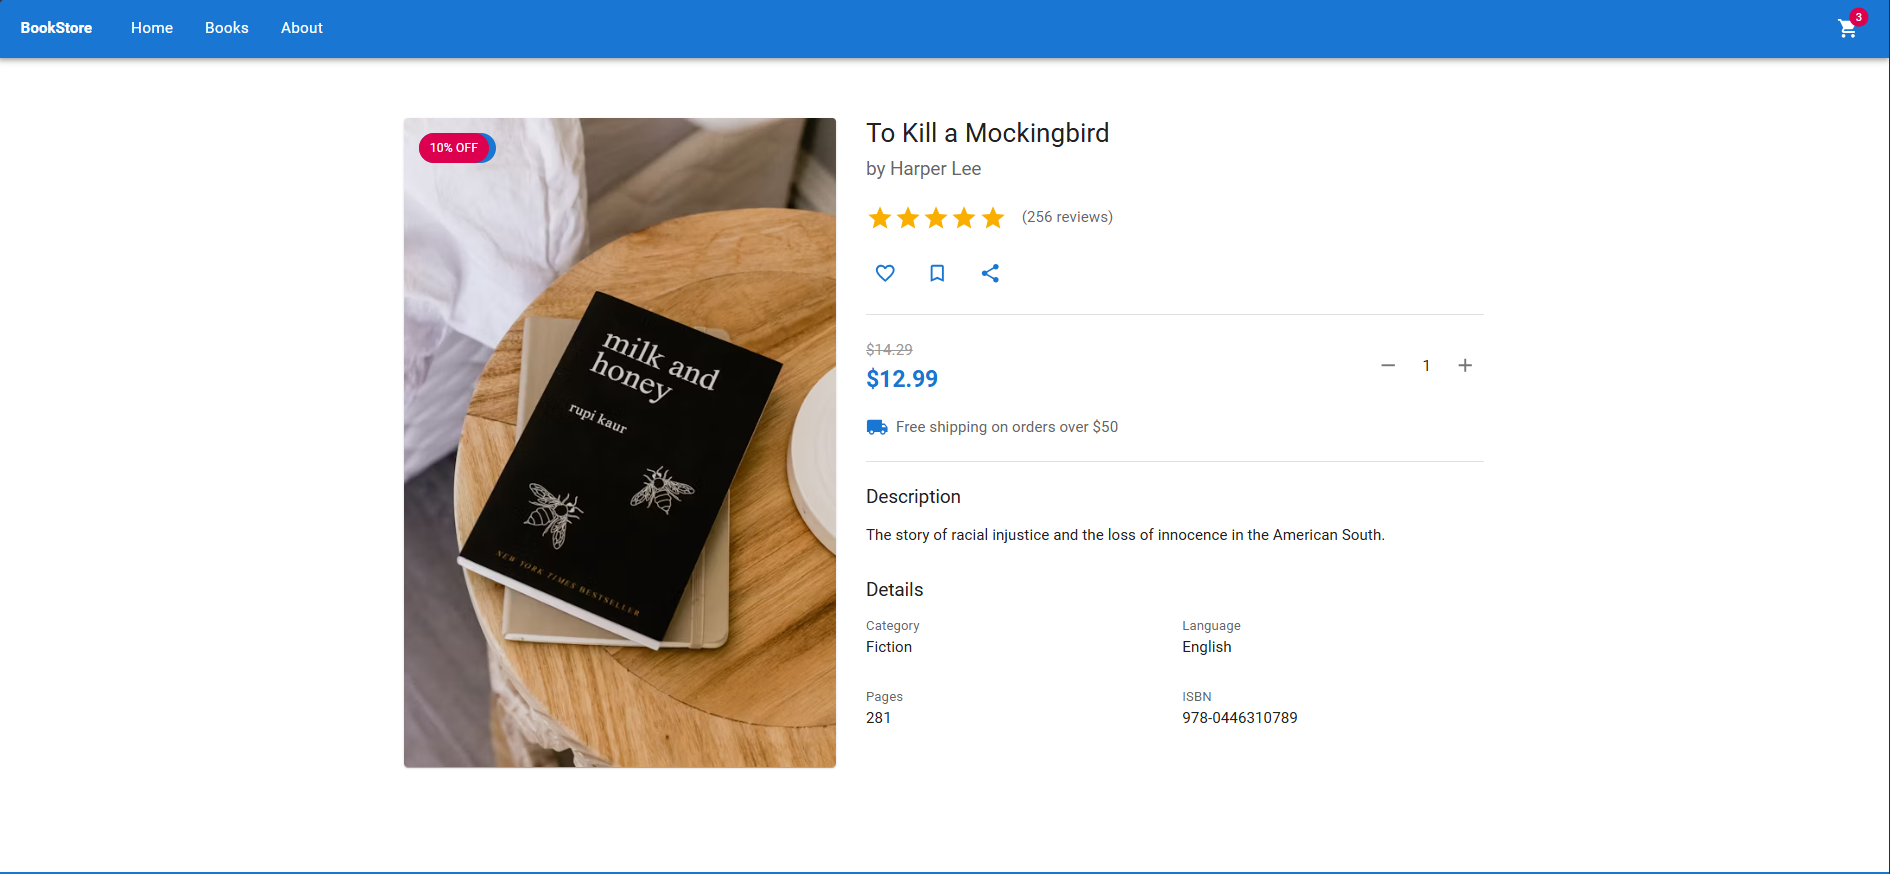 BookStore Home Books About 3
10% OFF
milk and
honey
rupi kaur
NEW YORK TIMES BESTSELLER
To Kill a Mockingbird
by Harper Lee
(256 reviews)
$14.29
$12.99
1
Free shipping on orders over $50
Description
The story of racial injustice and the loss of innocence in the American South.
Details
Category Language
Fiction English
Pages ISBN
281 978-0446310789